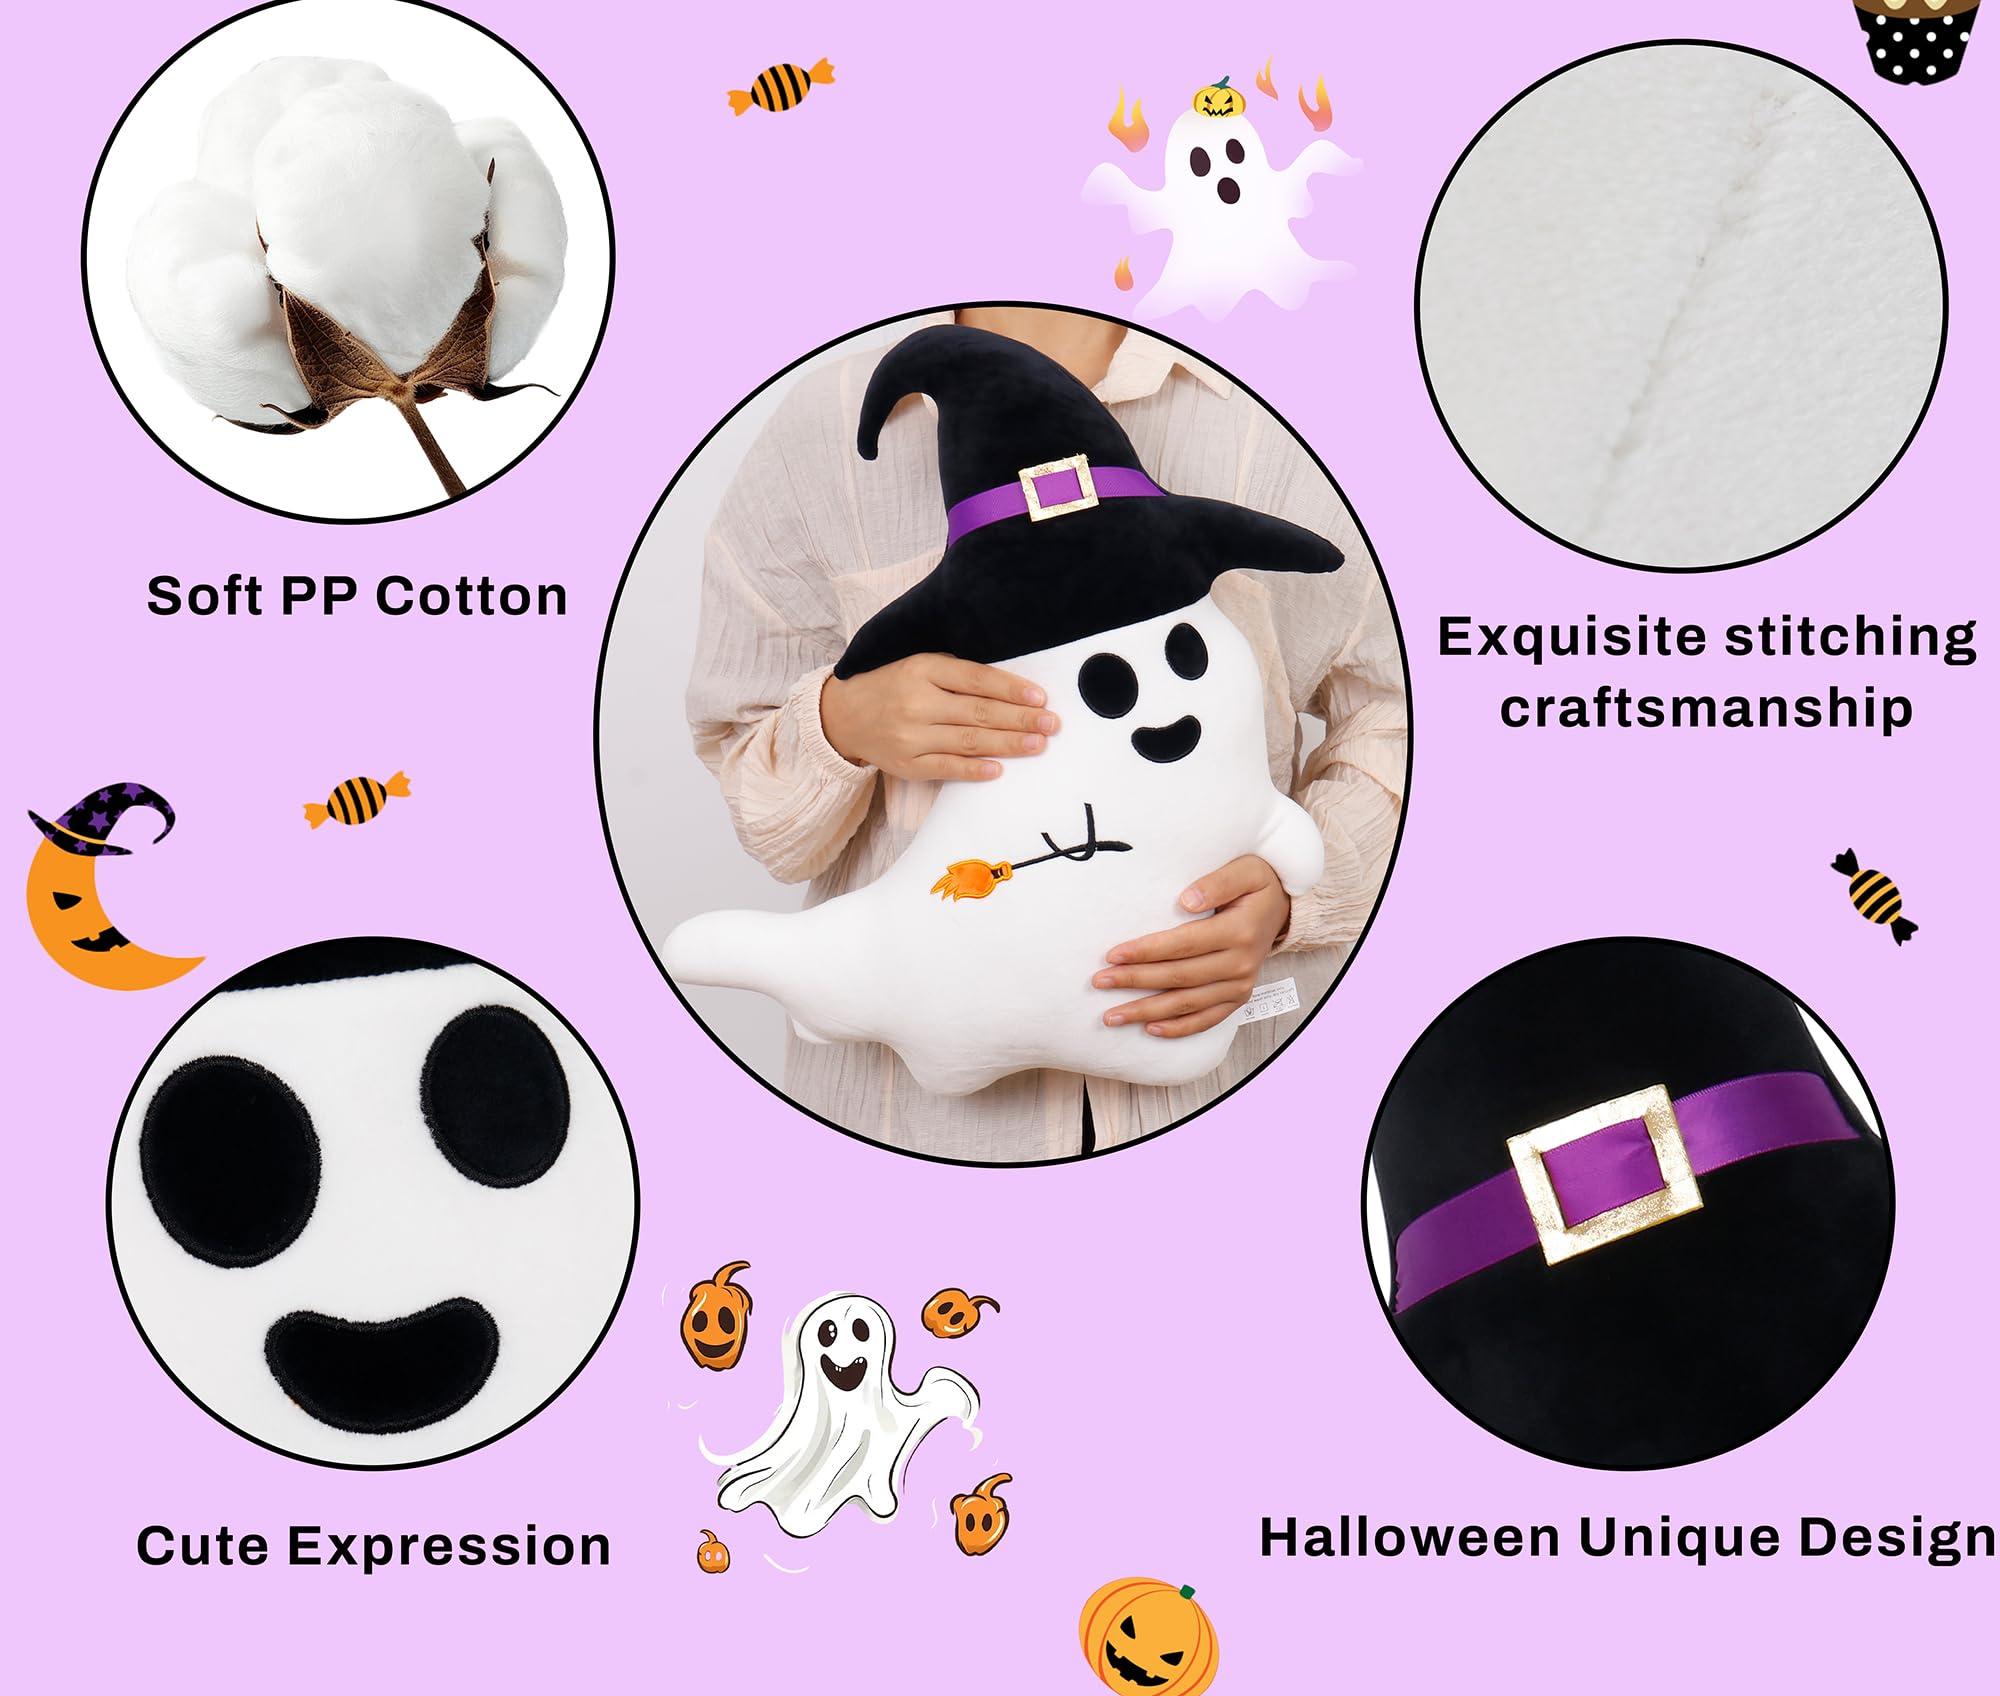 Soft PP Cotton
Exquisite stitching
craftsmanship
Cute Expression
Halloween Unique Design